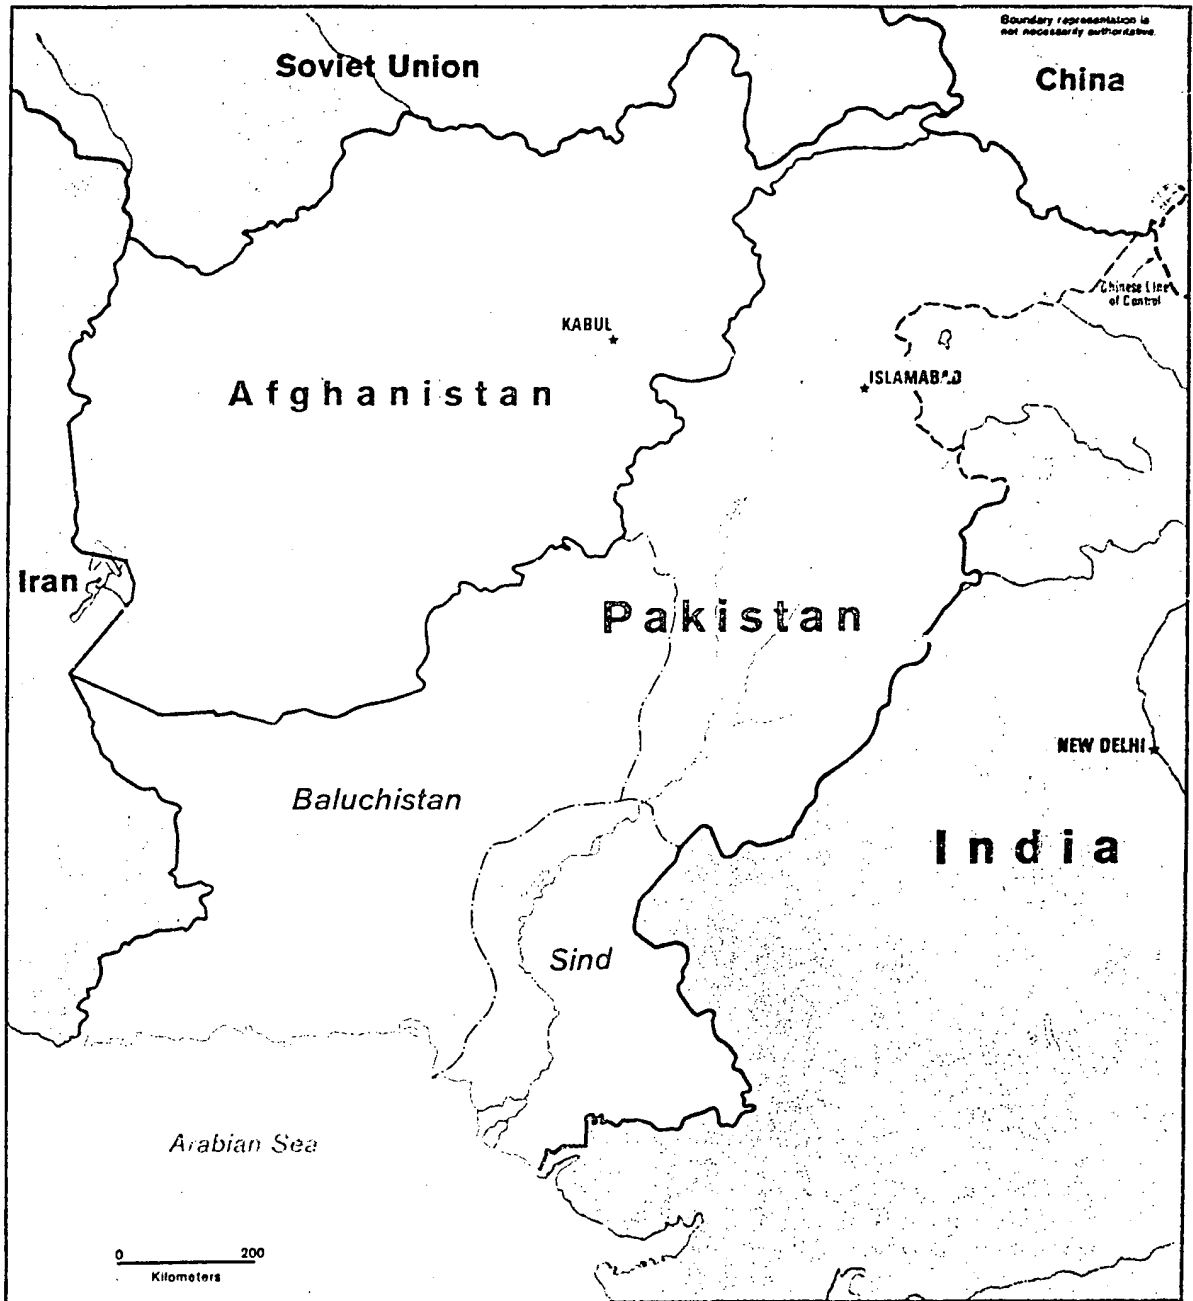 Boundary representation is
not necessarily authoritative.
Soviet Union
China
Chinese Line
of Control
KABUL
ISLAMABAD
Afghanistan
Iran
Pakistan
NEW DELHI
Baluchistan
India
Sind
Arabian Sea
0 200
Kilometers